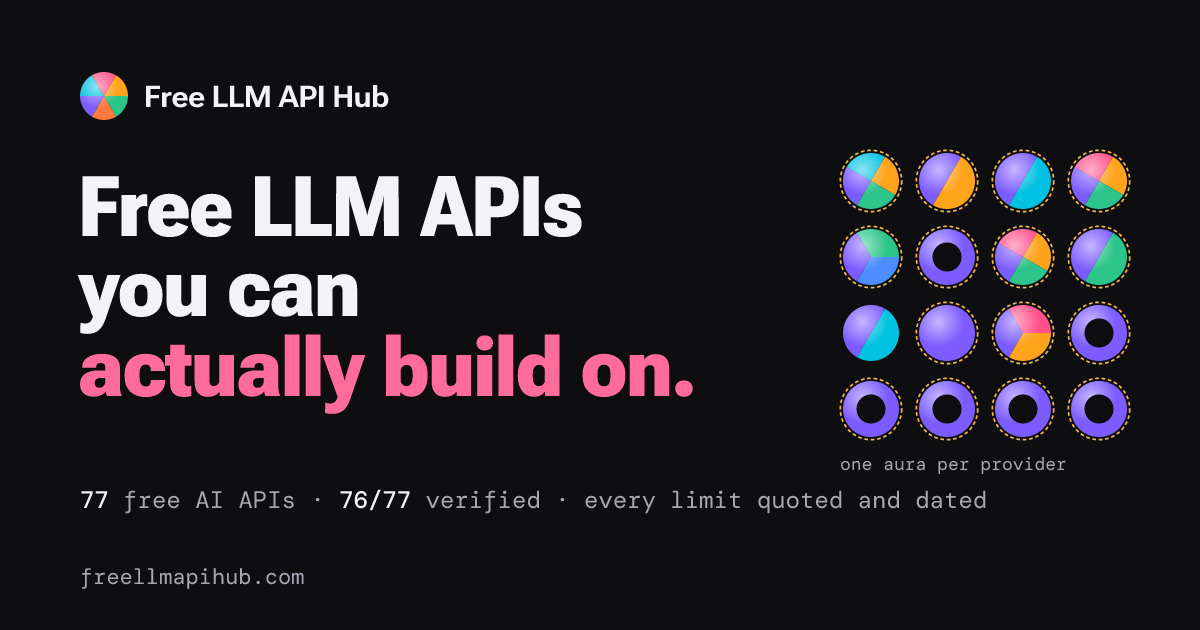 Free LLM API Hub
Free LLM APIs
you can
actually build on.
one aura per provider
77 free AI APIs · 76/77 verified · every limit quoted and dated
freellmapihub.com